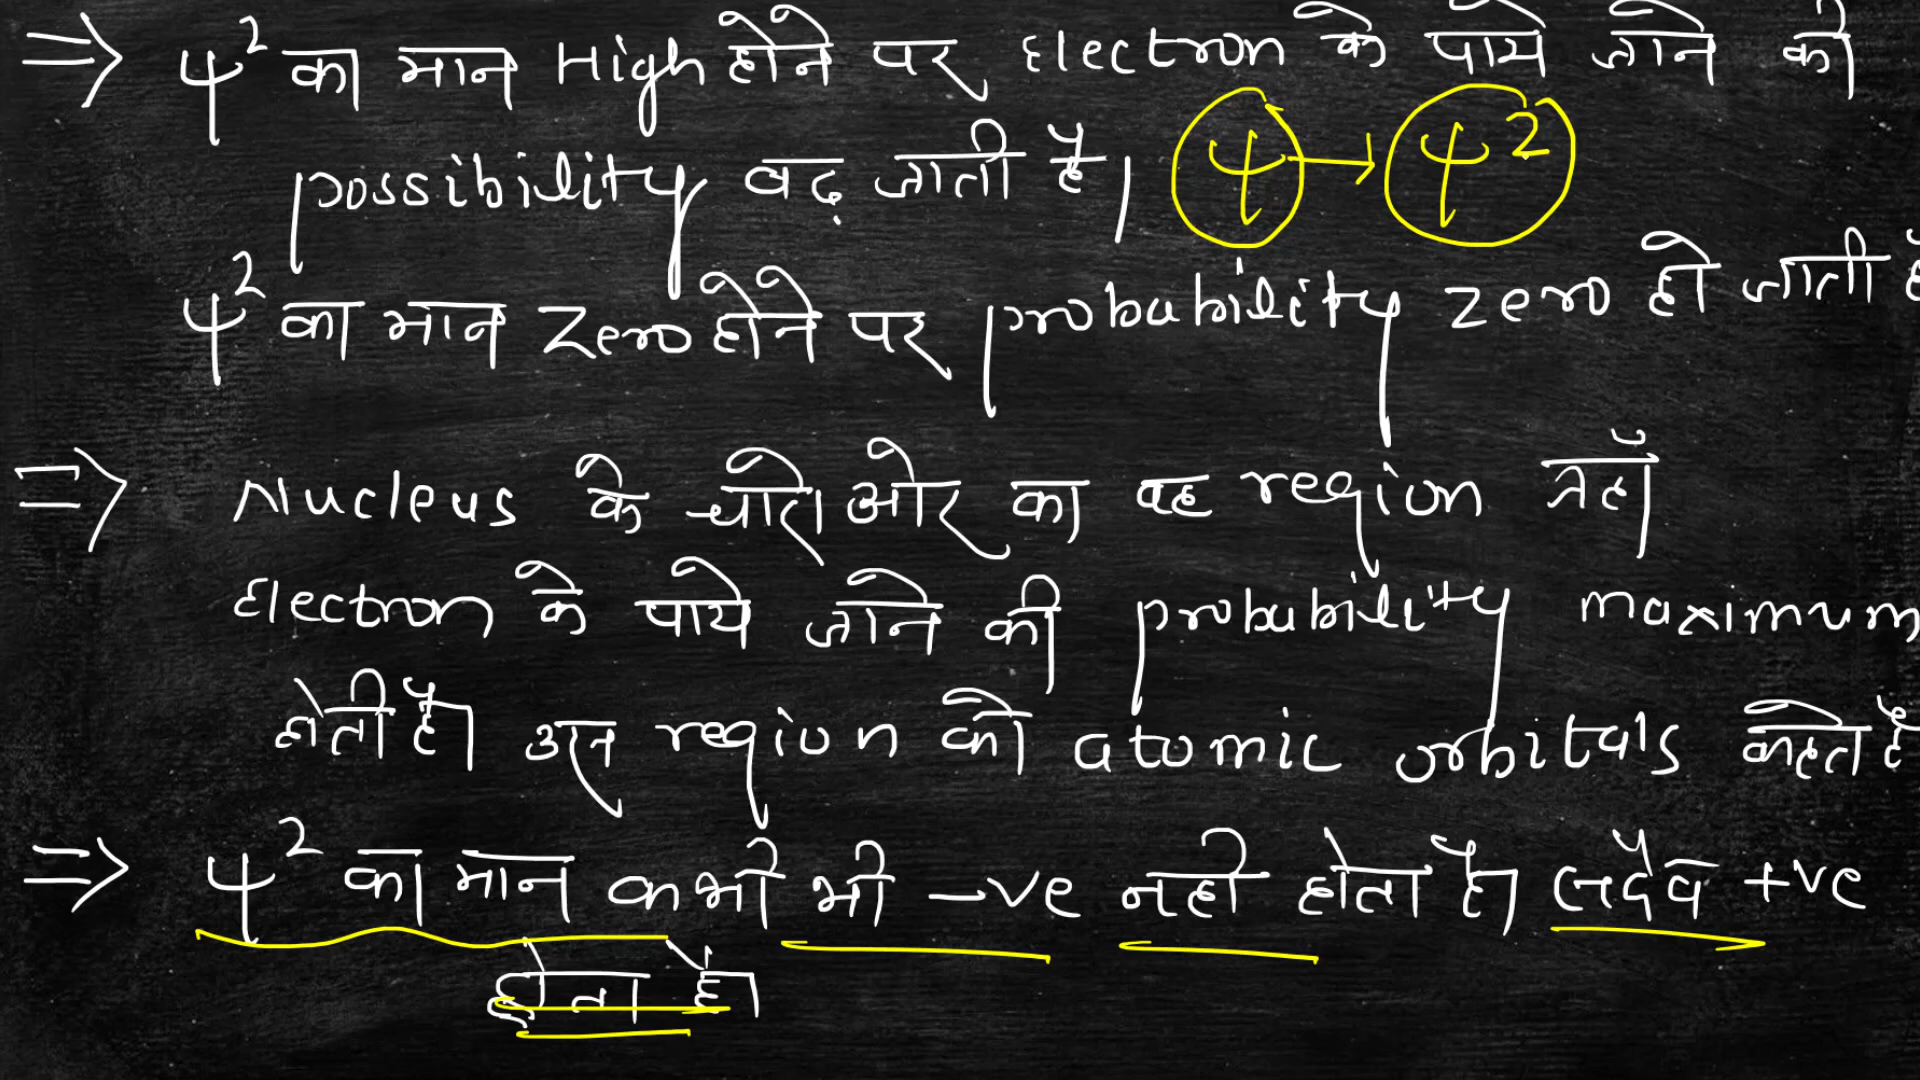 ⇒ ψ² का मान High होने पर Electron के पाये जाने की
possibility बढ़ जाती है। ψ → ψ²
ψ² का मान Zero होने पर probability zero हो जाती है
⇒ Nucleus के चारो ओर का वह region जहाँ
Electron के पाये जाने की probability maximum
होती है। उस region को atomic orbitals कहते है
⇒ ψ² का मान कभी भी -ve नही होता है। सदैव +ve
होता है।